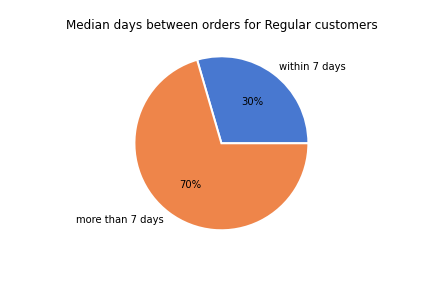 Median days between orders for Regular customers
within 7 days
30%
70%
more than 7 days